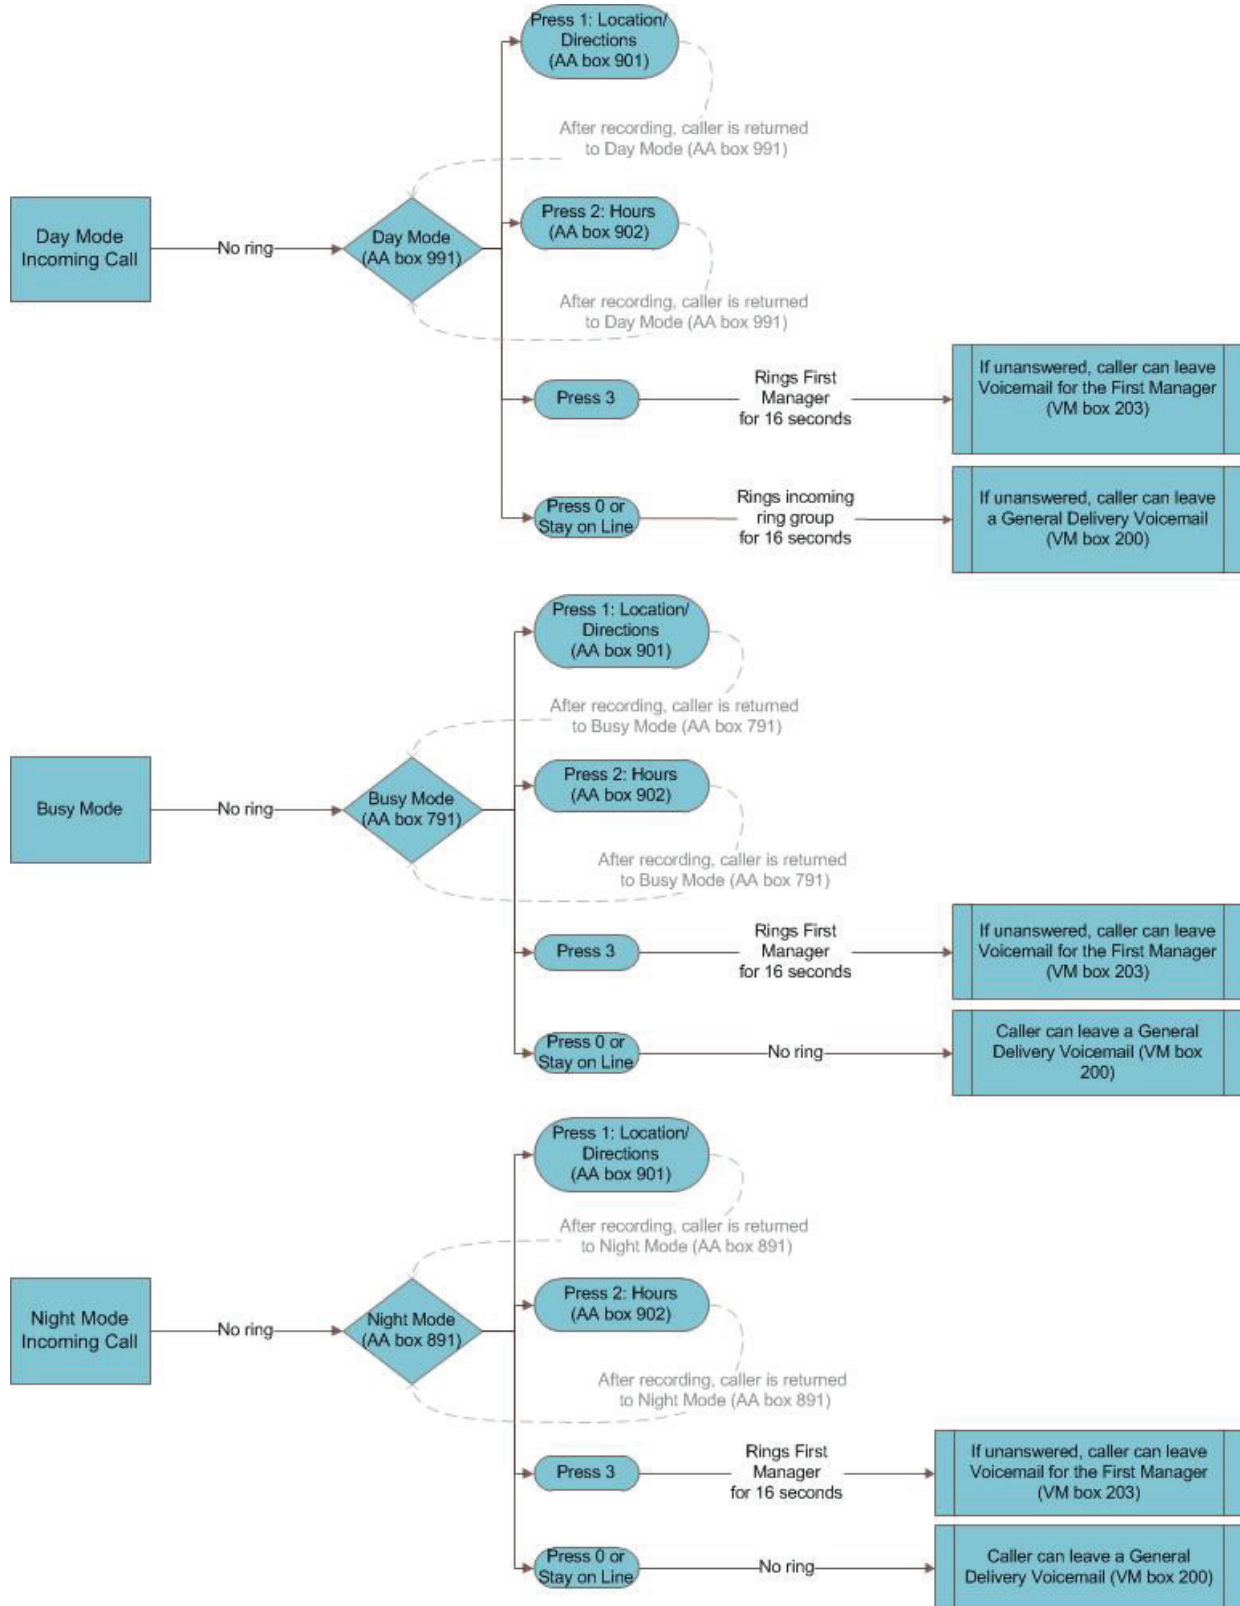 Press 1: Location/
Directions
(AA box 901)
After recording, caller is returned
to Day Mode (AA box 991)
Day Mode
Incoming Call
No ring
Day Mode
(AA box 991)
Press 2: Hours
(AA box 902)
After recording, caller is returned
to Day Mode (AA box 991)
Press 3
Rings First
Manager
for 16 seconds
If unanswered, caller can leave
Voicemail for the First Manager
(VM box 203)
Press 0 or
Stay on Line
Rings incoming
ring group
for 16 seconds
If unanswered, caller can leave
a General Delivery Voicemail
(VM box 200)
Press 1: Location/
Directions
(AA box 901)
After recording, caller is returned
to Busy Mode (AA box 791)
Busy Mode
No ring
Busy Mode
(AA box 791)
Press 2: Hours
(AA box 902)
After recording, caller is returned
to Busy Mode (AA box 791)
Press 3
Rings First
Manager
for 16 seconds
If unanswered, caller can leave
Voicemail for the First Manager
(VM box 203)
Press 0 or
Stay on Line
No ring
Caller can leave a General
Delivery Voicemail (VM box
200)
Press 1: Location/
Directions
(AA box 901)
After recording, caller is returned
to Night Mode (AA box 891)
Night Mode
Incoming Call
No ring
Night Mode
(AA box 891)
Press 2: Hours
(AA box 902)
After recording, caller is returned
to Night Mode (AA box 891)
Press 3
Rings First
Manager
for 16 seconds
If unanswered, caller can leave
Voicemail for the First Manager
(VM box 203)
Press 0 or
Stay on Line
No ring
Caller can leave a General
Delivery Voicemail (VM box 200)